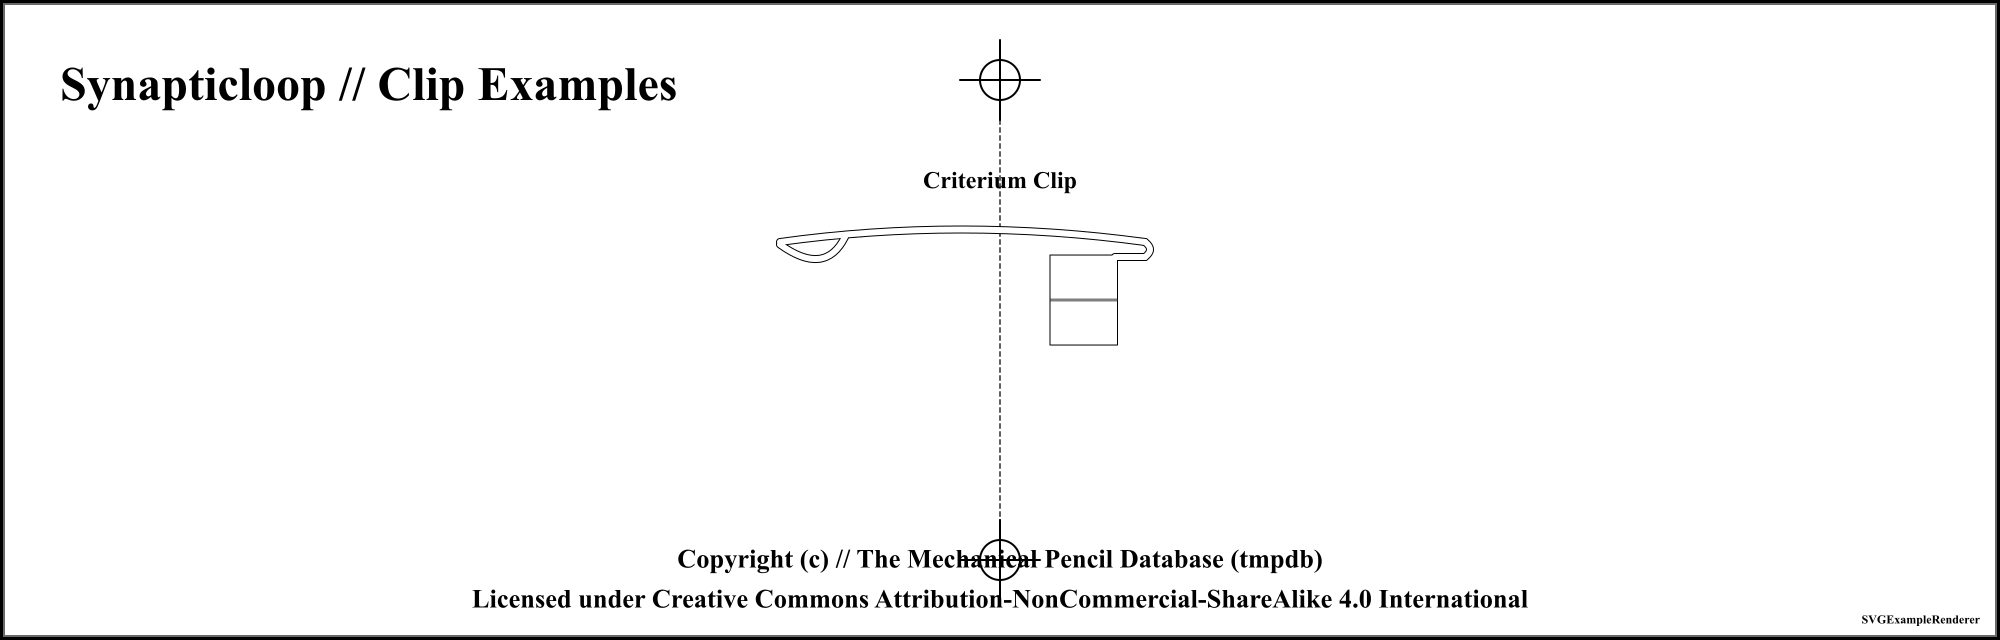 Synapticloop // Clip Examples
Criterium Clip
Copyright (c) // The Mechanical Pencil Database (tmpdb)
Licensed under Creative Commons Attribution-NonCommercial-ShareAlike 4.0 International
SVGExampleRenderer